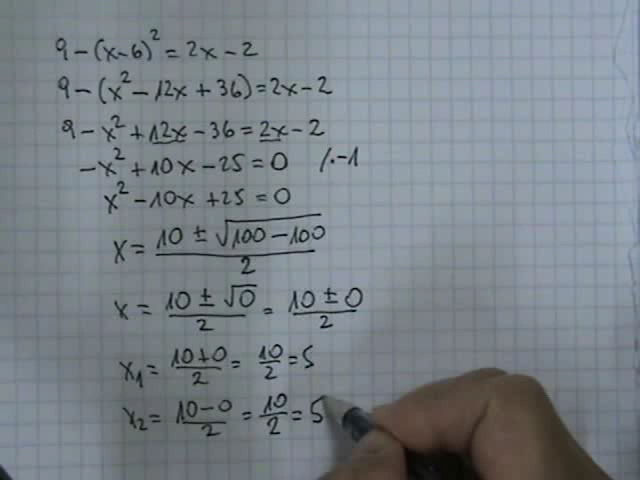 9 - (x-6)² = 2x - 2
9 - (x² - 12x + 36) = 2x - 2
9 - x² + 12x - 36 = 2x - 2
-x² + 10x - 25 = 0 /·-1
x² - 10x + 25 = 0
x = (10 ± √(100 - 100))/2
x = (10 ± √0)/2 = (10 ± 0)/2
x₁ = (10+0)/2 = 10/2 = 5
x₂ = (10-0)/2 = 10/2 = 5